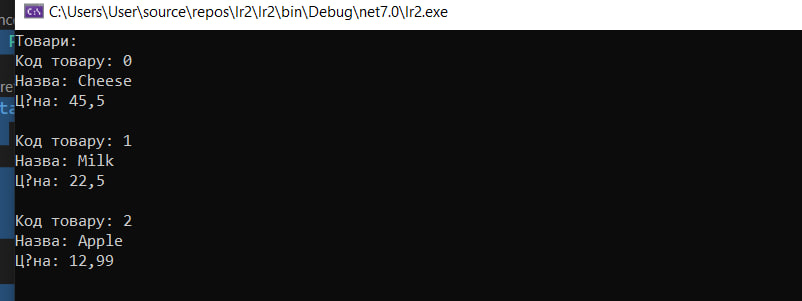 C:\Users\User\source\repos\lr2\lr2\bin\Debug\net7.0\lr2.exe
Товари:
Код товару: 0
Назва: Cheese
Ц?на: 45,5
Код товару: 1
Назва: Milk
Ц?на: 22,5
Код товару: 2
Назва: Apple
Ц?на: 12,99